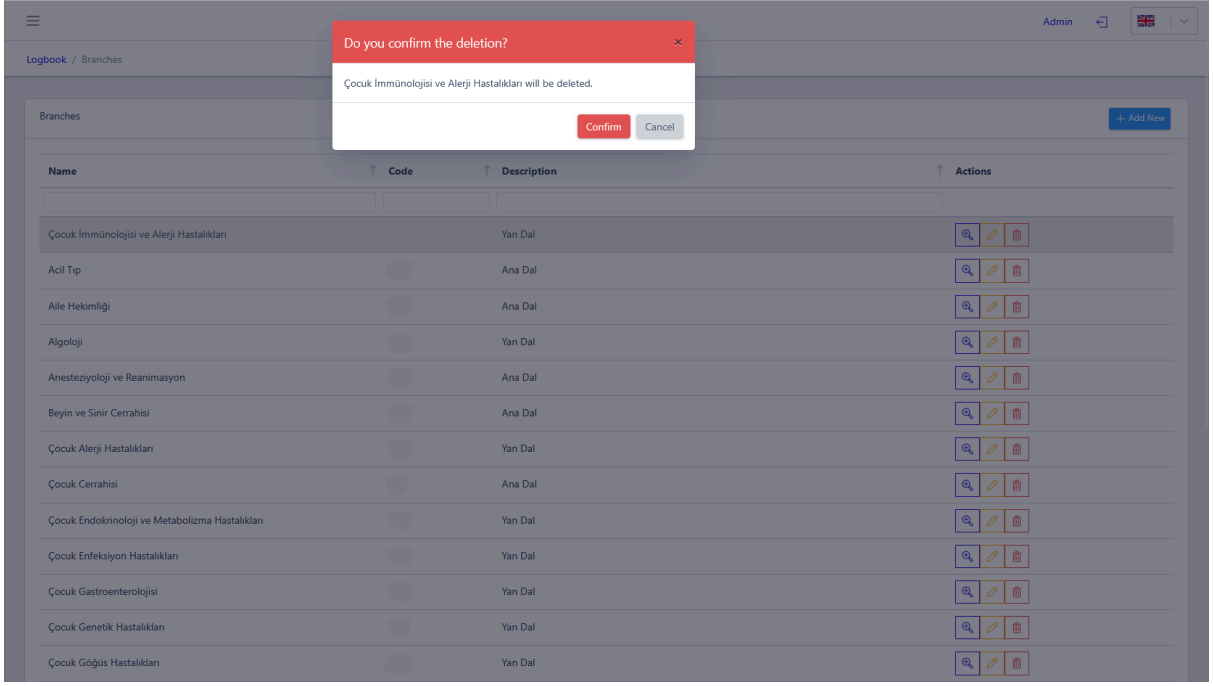 Admin
Logbook / Branches
Do you confirm the deletion?
Çocuk İmmünolojisi ve Alerji Hastalıkları will be deleted.
Confirm Cancel
Branches
+ Add New
Name Code Description Actions
Çocuk İmmünolojisi ve Alerji Hastalıkları Yan Dal
Acil Tıp Ana Dal
Aile Hekimliği Ana Dal
Algoloji Yan Dal
Anesteziyoloji ve Reanimasyon Ana Dal
Beyin ve Sinir Cerrahisi Ana Dal
Çocuk Alerji Hastalıkları Yan Dal
Çocuk Cerrahisi Ana Dal
Çocuk Endokrinoloji ve Metabolizma Hastalıkları Yan Dal
Çocuk Enfeksiyon Hastalıkları Yan Dal
Çocuk Gastroenterolojisi Yan Dal
Çocuk Genetik Hastalıkları Yan Dal
Çocuk Göğüs Hastalıkları Yan Dal